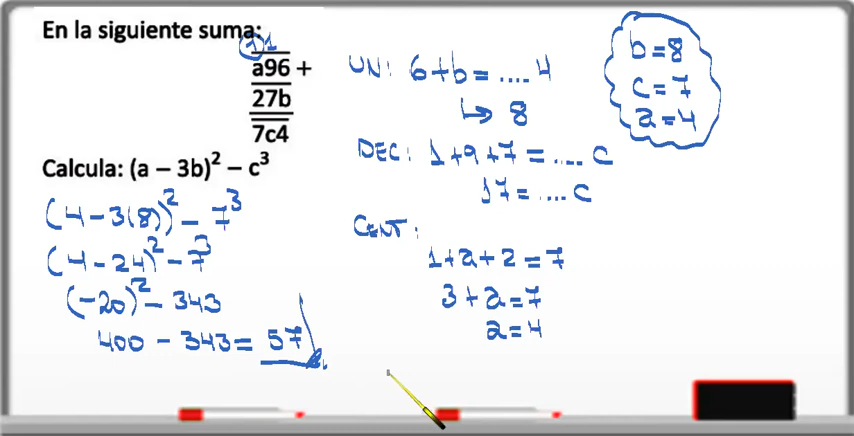 En la siguiente suma:
1 1
a96 +
27b
7c4
Calcula: (a – 3b)² – c³
(4 - 3(8))² - 7³
(4 - 24)² - 7³
(-20)² - 343
400 - 343 = 57
UN: 6+b = .... 4
↳ 8
DEC: 1+9+7 = .... c
17 = .... c
CENT:
1+a+2 = 7
3+a = 7
a = 4
b = 8
c = 7
a = 4